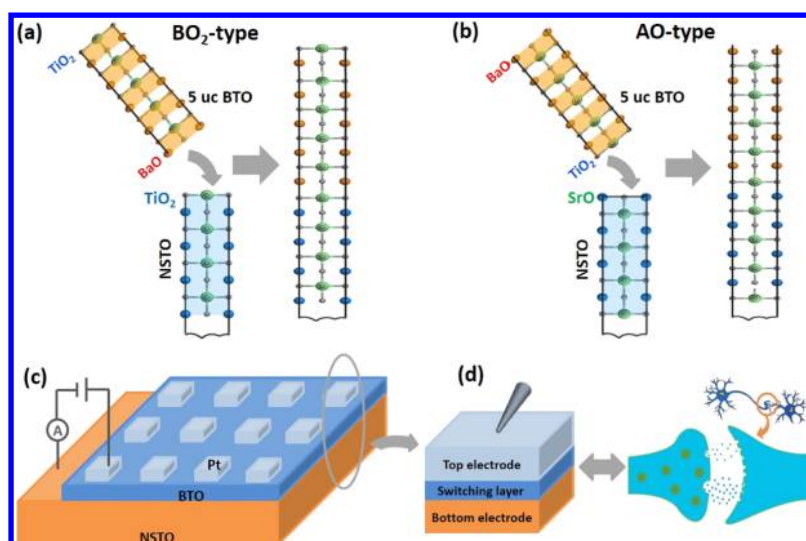 (a)
BO₂-type
TiO₂
5 uc BTO
BaO
TiO₂
NSTO
(b)
AO-type
BaO
5 uc BTO
TiO₂
SrO
NSTO
(c)
A
Pt
BTO
NSTO
(d)
Top electrode
Switching layer
Bottom electrode